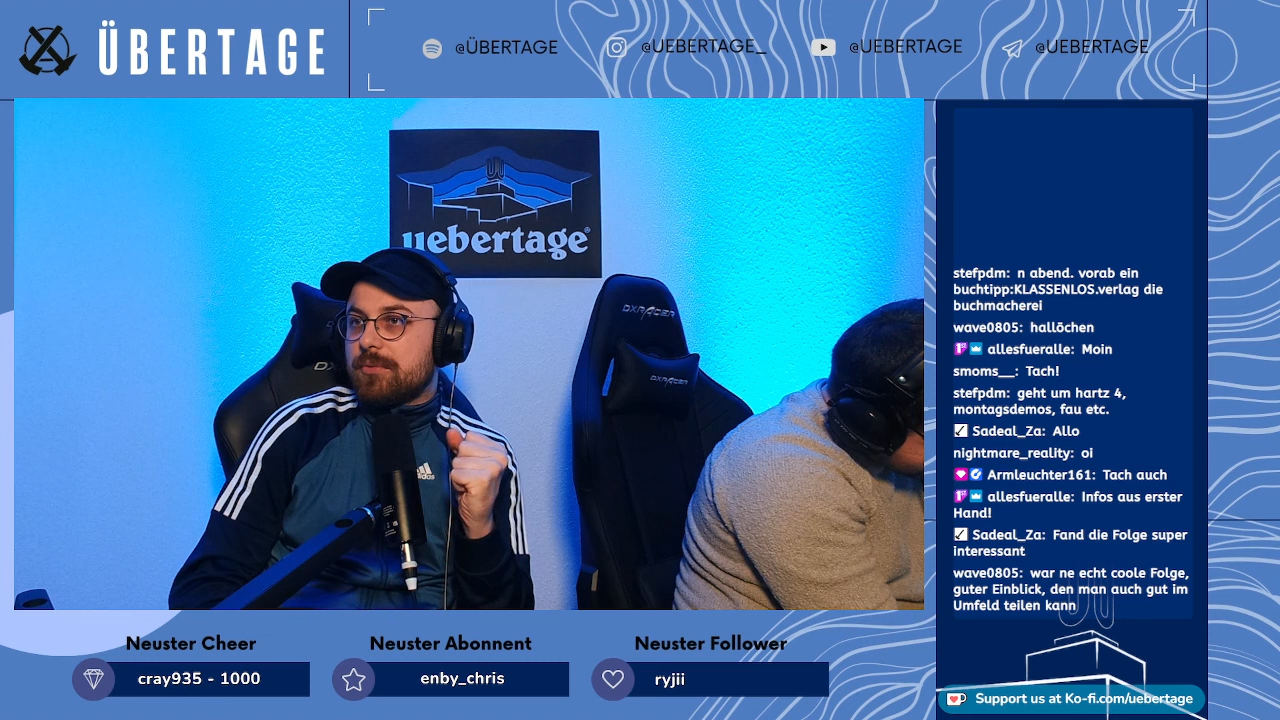 ÜBERTAGE
@ÜBERTAGE
@UEBERTAGE_
@UEBERTAGE
@UEBERTAGE
uebertage
DXRACER
DXRACER
DX
adidas
stefpdm: n abend. vorab ein
buchtipp:KLASSENLOS.verlag die
buchmacherei
wave0805: hallöchen
allesfueralle: Moin
smoms__: Tach!
stefpdm: geht um hartz 4,
montagsdemos, fau etc.
Sadeal_Za: Allo
nightmare_reality: oi
Armleuchter161: Tach auch
allesfueralle: Infos aus erster
Hand!
Sadeal_Za: Fand die Folge super
interessant
wave0805: war ne echt coole Folge,
guter Einblick, den man auch gut im
Umfeld teilen kann
Neuster Cheer
cray935 - 1000
Neuster Abonnent
enby_chris
Neuster Follower
ryjii
Support us at Ko-fi.com/uebertage